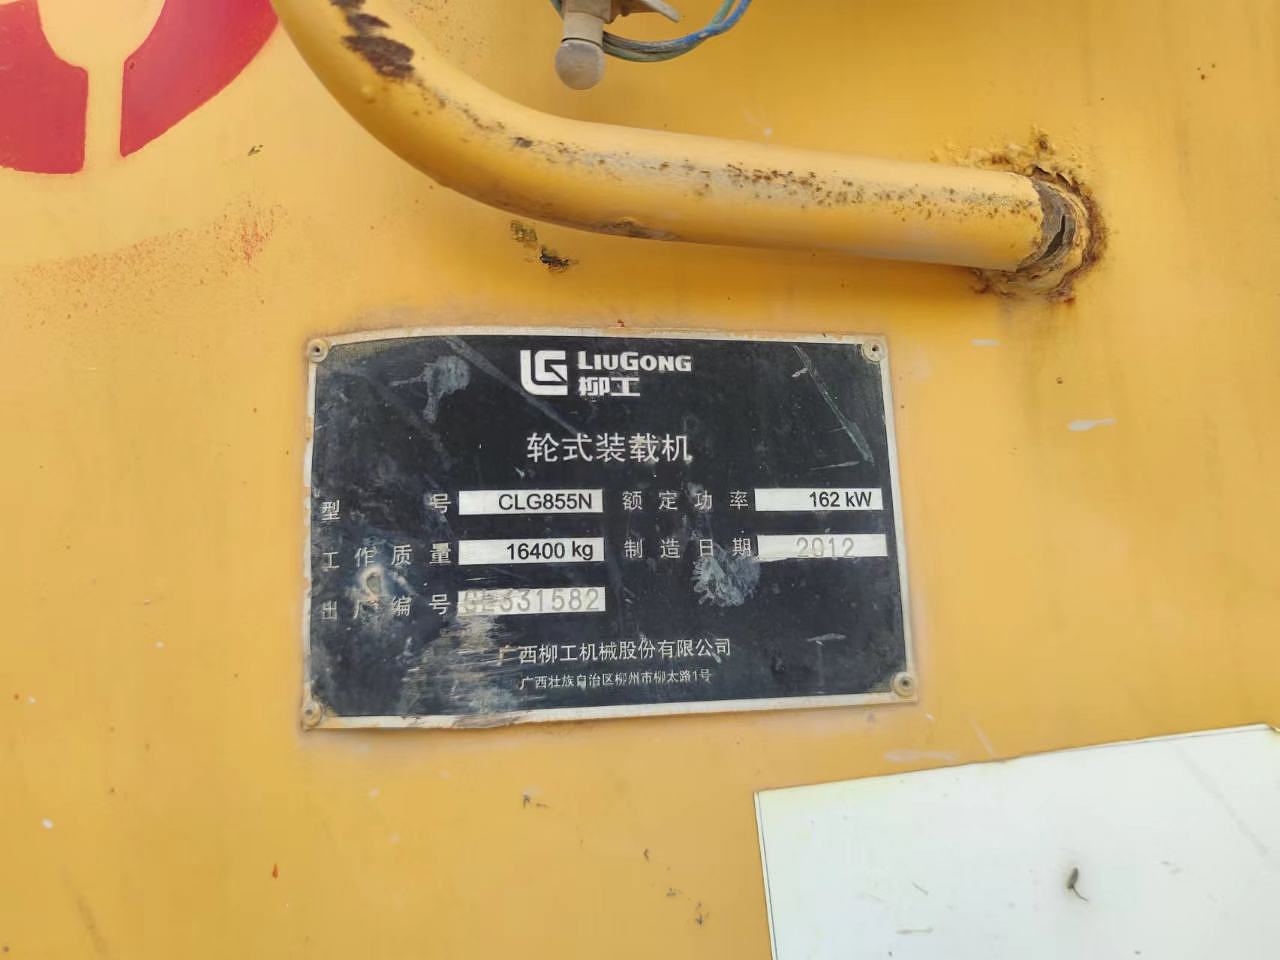 LG LIUGONG
柳工
轮式装载机
型号 CLG855N 额定功率 162 kW
工作质量 16400 kg 制造日期 2012
出厂编号 331582
广西柳工机械股份有限公司
广西壮族自治区柳州市柳太路1号